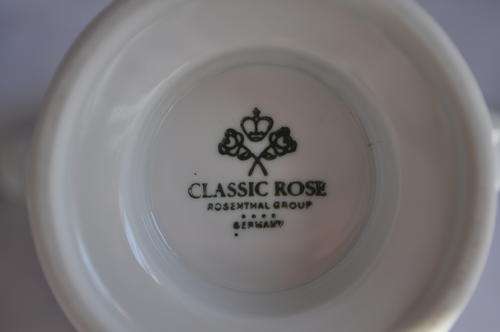 CLASSIC ROSE
ROSENTHAL GROUP
GERMANY